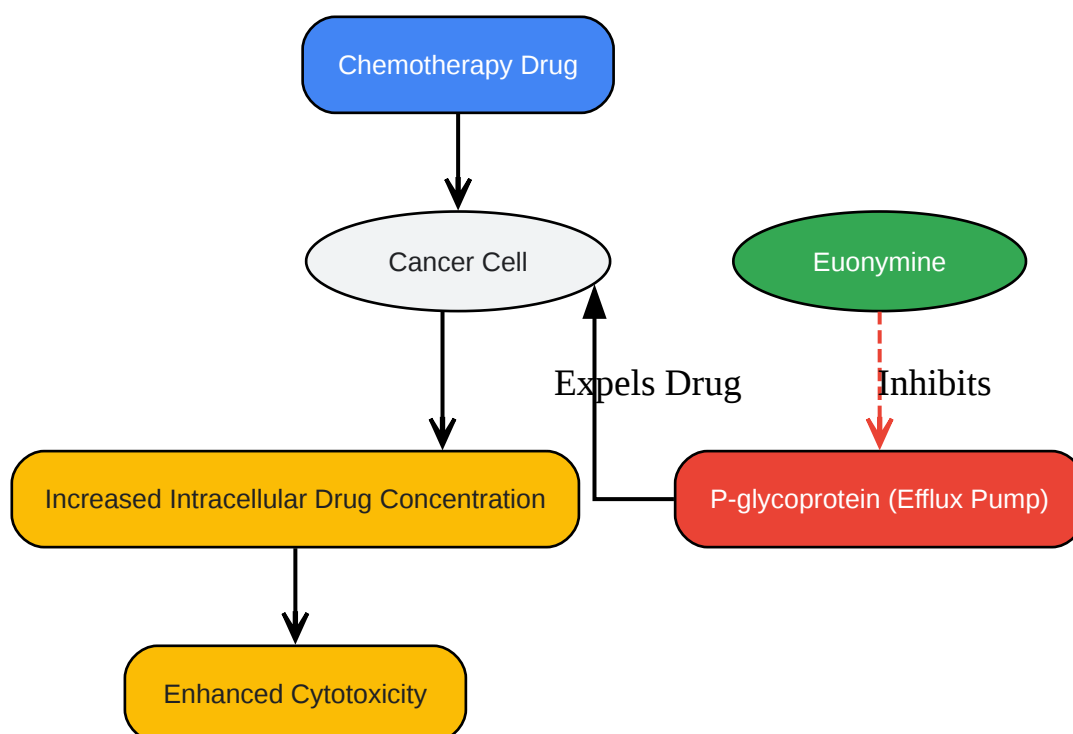 Chemotherapy Drug
Cancer Cell
Euonymine
Expels Drug
Inhibits
Increased Intracellular Drug Concentration
P-glycoprotein (Efflux Pump)
Enhanced Cytotoxicity